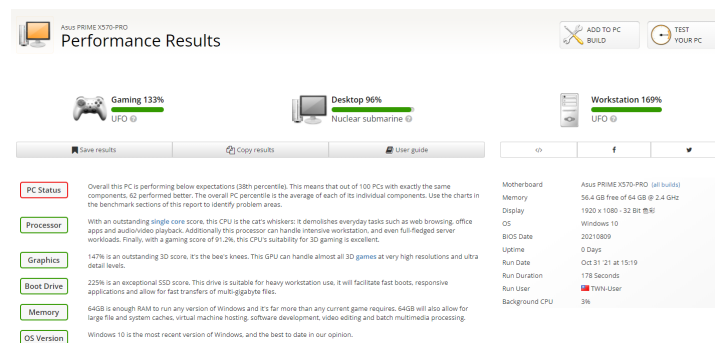 Asus PRIME X570-PRO
Performance Results
ADD TO PC
BUILD
TEST
YOUR PC
Gaming 133%
UFO
Desktop 96%
Nuclear submarine
Workstation 169%
UFO
Save results
Copy results
User guide
</>
f
PC Status
Overall this PC is performing below expectations (38th percentile). This means that out of 100 PCs with exactly the same
components, 62 performed better. The overall PC percentile is the average of each of its individual components. Use the charts in
the benchmark sections of this report to identify problem areas.
Processor
With an outstanding single core score, this CPU is the cat's whiskers: It demolishes everyday tasks such as web browsing, office
apps and audio/video playback. Additionally this processor can handle intensive workstation, and even full-fledged server
workloads. Finally, with a gaming score of 91.2%, this CPU's suitability for 3D gaming is excellent.
Graphics
147% is an outstanding 3D score, it's the bee's knees. This GPU can handle almost all 3D games at very high resolutions and ultra
detail levels.
Boot Drive
225% is an exceptional SSD score. This drive is suitable for heavy workstation use, it will facilitate fast boots, responsive
applications and allow for fast transfers of multi-gigabyte files.
Memory
64GB is enough RAM to run any version of Windows and it's far more than any current game requires. 64GB will also allow for
large file and system caches, virtual machine hosting, software development, video editing and batch multimedia processing.
OS Version
Windows 10 is the most recent version of Windows, and the best to date in our opinion.
Motherboard Asus PRIME X570-PRO (all builds)
Memory 56.4 GB free of 64 GB @ 2.4 GHz
Display 1920 x 1080 - 32 Bit 色彩
OS Windows 10
BIOS Date 20210809
Uptime 0 Days
Run Date Oct 31 '21 at 15:19
Run Duration 178 Seconds
Run User TWN-User
Background CPU 3%